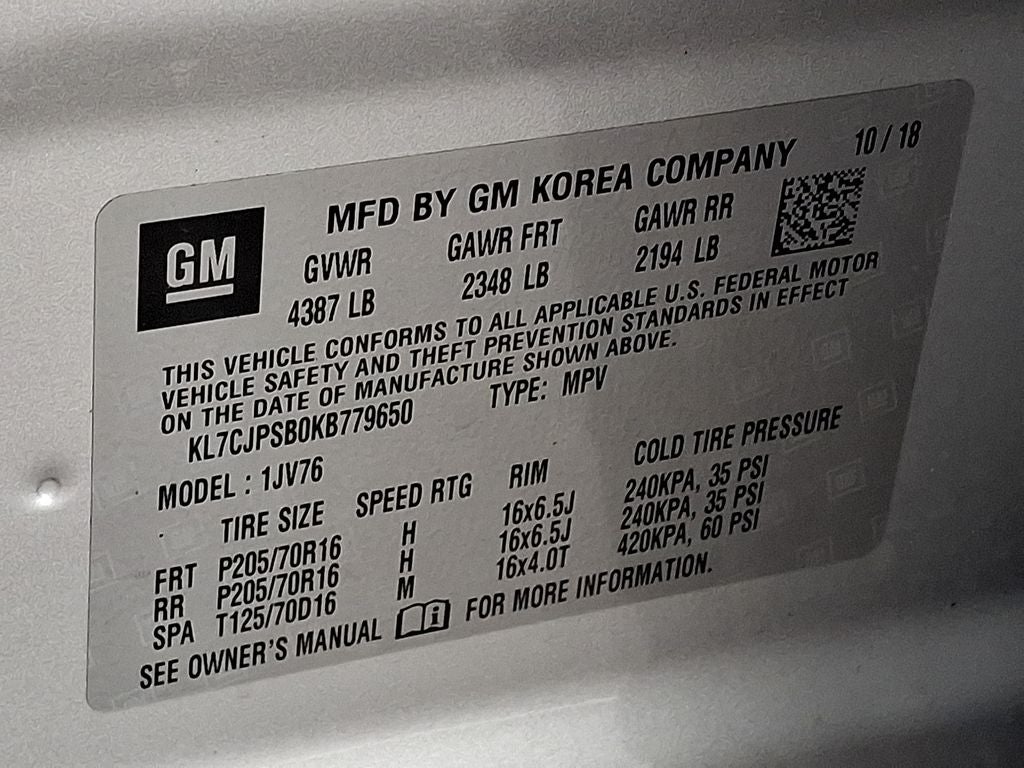 MFD BY GM KOREA COMPANY 10/18
GM
GVWR GAWR FRT GAWR RR
4387 LB 2348 LB 2194 LB
THIS VEHICLE CONFORMS TO ALL APPLICABLE U.S. FEDERAL MOTOR
VEHICLE SAFETY AND THEFT PREVENTION STANDARDS IN EFFECT
ON THE DATE OF MANUFACTURE SHOWN ABOVE.
KL7CJPSB0KB779650 TYPE: MPV
MODEL : 1JV76
TIRE SIZE SPEED RTG RIM COLD TIRE PRESSURE
FRT P205/70R16 H 16x6.5J 240KPA, 35 PSI
RR P205/70R16 H 16x6.5J 240KPA, 35 PSI
SPA T125/70D16 M 16x4.0T 420KPA, 60 PSI
SEE OWNER'S MANUAL i FOR MORE INFORMATION.